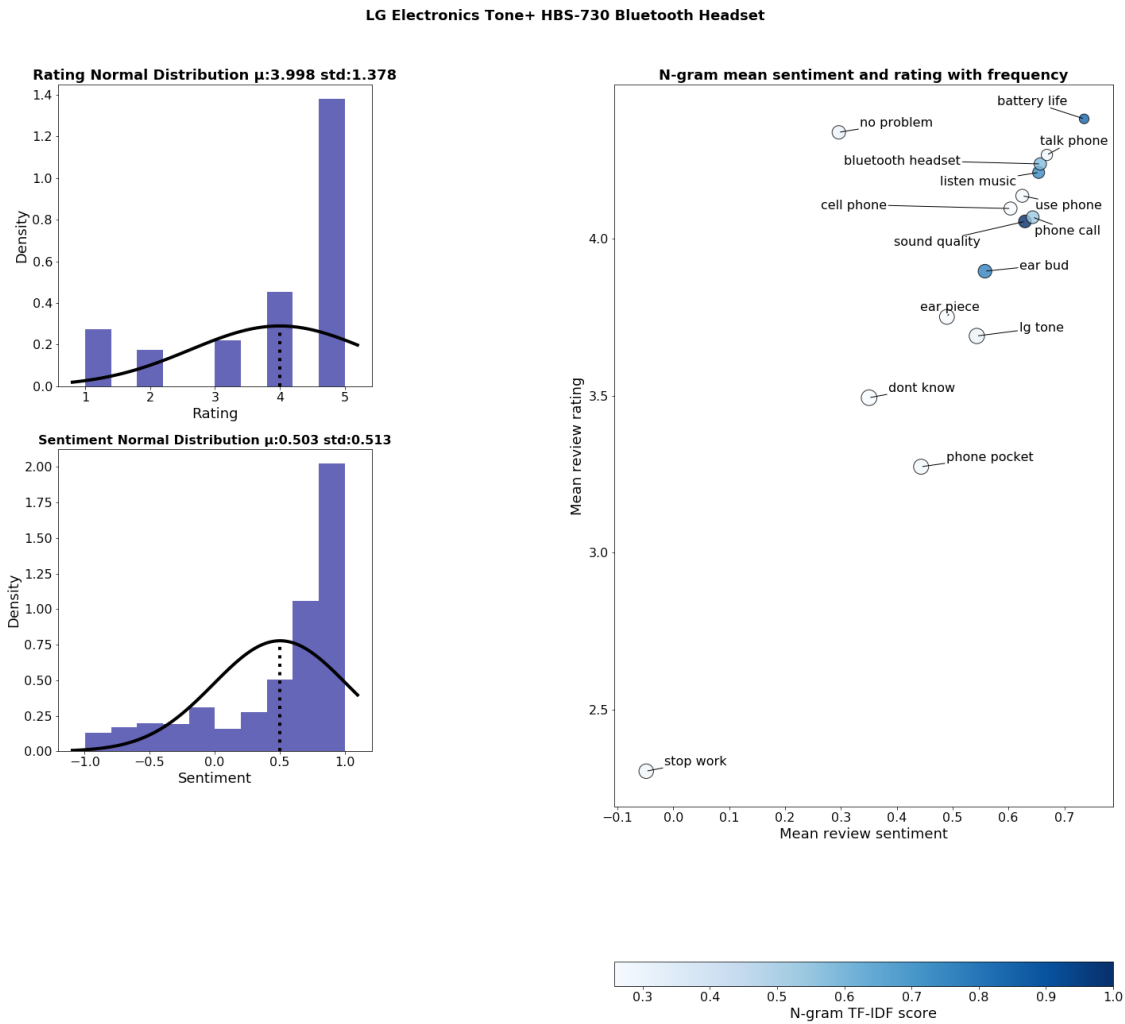 LG Electronics Tone+ HBS-730 Bluetooth Headset
Rating Normal Distribution μ:3.998 std:1.378
1.4
1.2
1.0
0.8
0.6
0.4
0.2
0.0
Density
1 2 3 4 5
Rating
Sentiment Normal Distribution μ:0.503 std:0.513
2.00
1.75
1.50
1.25
1.00
0.75
0.50
0.25
0.00
Density
−1.0 −0.5 0.0 0.5 1.0
Sentiment
N-gram mean sentiment and rating with frequency
battery life
no problem
talk phone
bluetooth headset
listen music
cell phone
use phone
phone call
sound quality
ear bud
ear piece
lg tone
dont know
phone pocket
stop work
4.0
3.5
3.0
2.5
Mean review rating
−0.1 0.0 0.1 0.2 0.3 0.4 0.5 0.6 0.7
Mean review sentiment
0.3 0.4 0.5 0.6 0.7 0.8 0.9 1.0
N-gram TF-IDF score